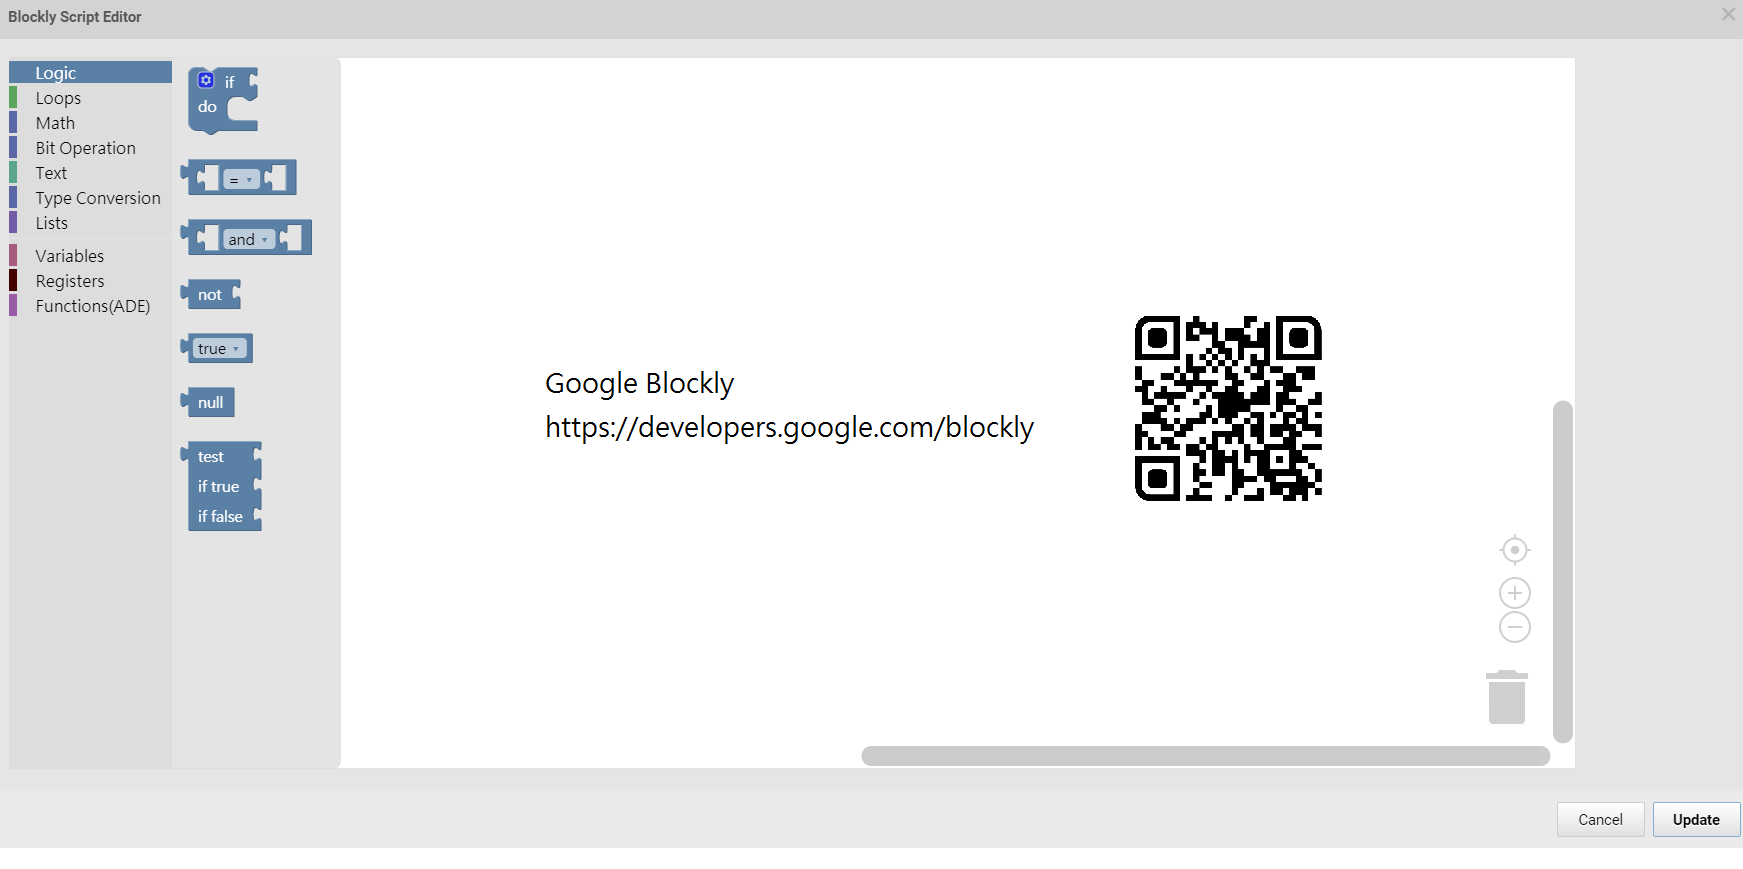 Blockly Script Editor
Logic
Loops
Math
Bit Operation
Text
Type Conversion
Lists
Variables
Registers
Functions(ADE)
if
do
=
and
not
true
null
test
if true
if false
Google Blockly
https://developers.google.com/blockly
Cancel
Update